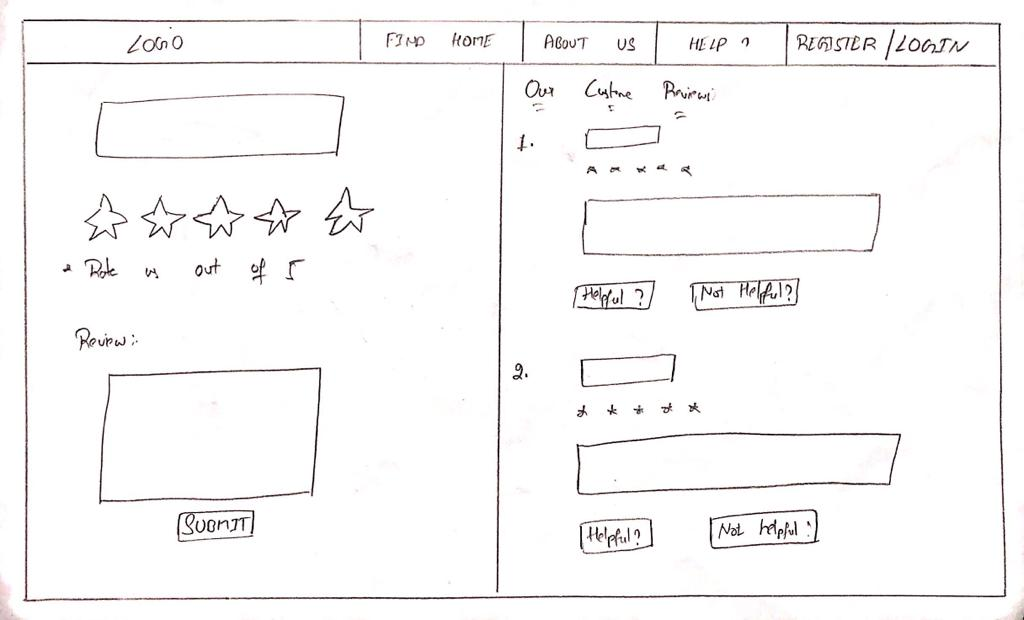 LOGO
FIND HOME
ABOUT US
HELP ?
REGISTER / LOGIN
* Rate us out of 5
Review:
SUBMIT
Our Custome Reviews
1.
* * * * *
Helpful ?
Not Helpful?
2.
* * * * *
Helpful?
Not helpful?